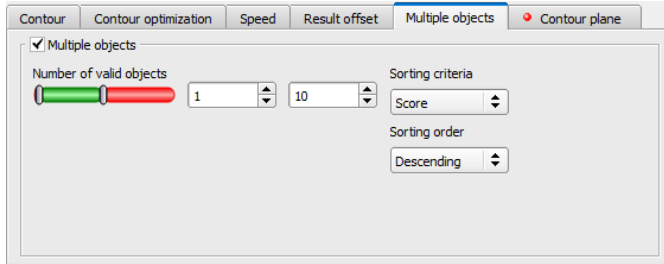 Contour Contour optimization Speed Result offset Multiple objects Contour plane
Multiple objects
Number of valid objects Sorting criteria
1 10 Score
Sorting order
Descending